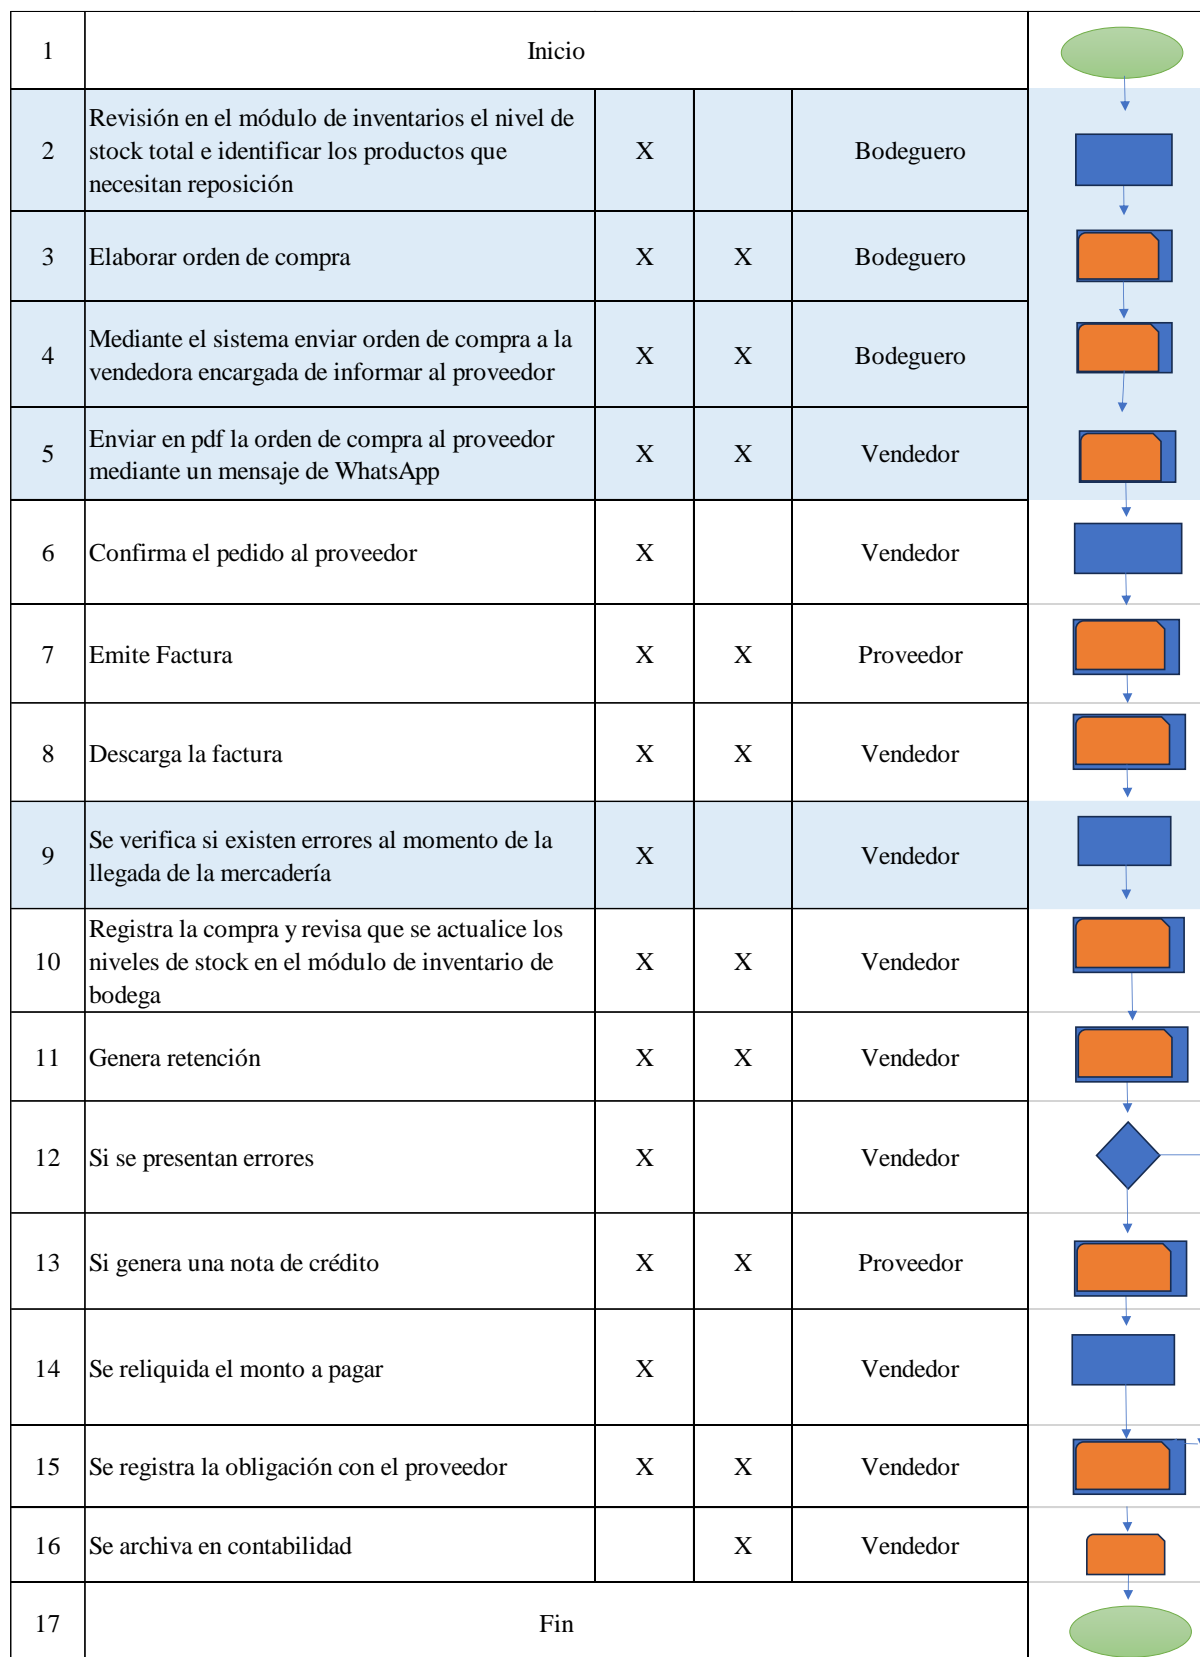 1 Inicio
Revisión en el módulo de inventarios el nivel de
2 stock total e identificar los productos que X Bodeguero
necesitan reposición
3 Elaborar orden de compra X X Bodeguero
Mediante el sistema enviar orden de compra a la
4 X X Bodeguero
vendedora encargada de informar al proveedor
Enviar en pdf la orden de compra al proveedor
5 X X Vendedor
mediante un mensaje de WhatsApp
6 Confirma el pedido al proveedor X Vendedor
7 Emite Factura X X Proveedor
8 Descarga la factura X X Vendedor
Se verifica si existen errores al momento de la
9 X Vendedor
llegada de la mercadería
Registra la compra y revisa que se actualice los
10 niveles de stock en el módulo de inventario de X X Vendedor
bodega
11 Genera retención X X Vendedor
12 Si se presentan errores X Vendedor
13 Si genera una nota de crédito X X Proveedor
14 Se reliquida el monto a pagar X Vendedor
15 Se registra la obligación con el proveedor X X Vendedor
16 Se archiva en contabilidad X Vendedor
17 Fin